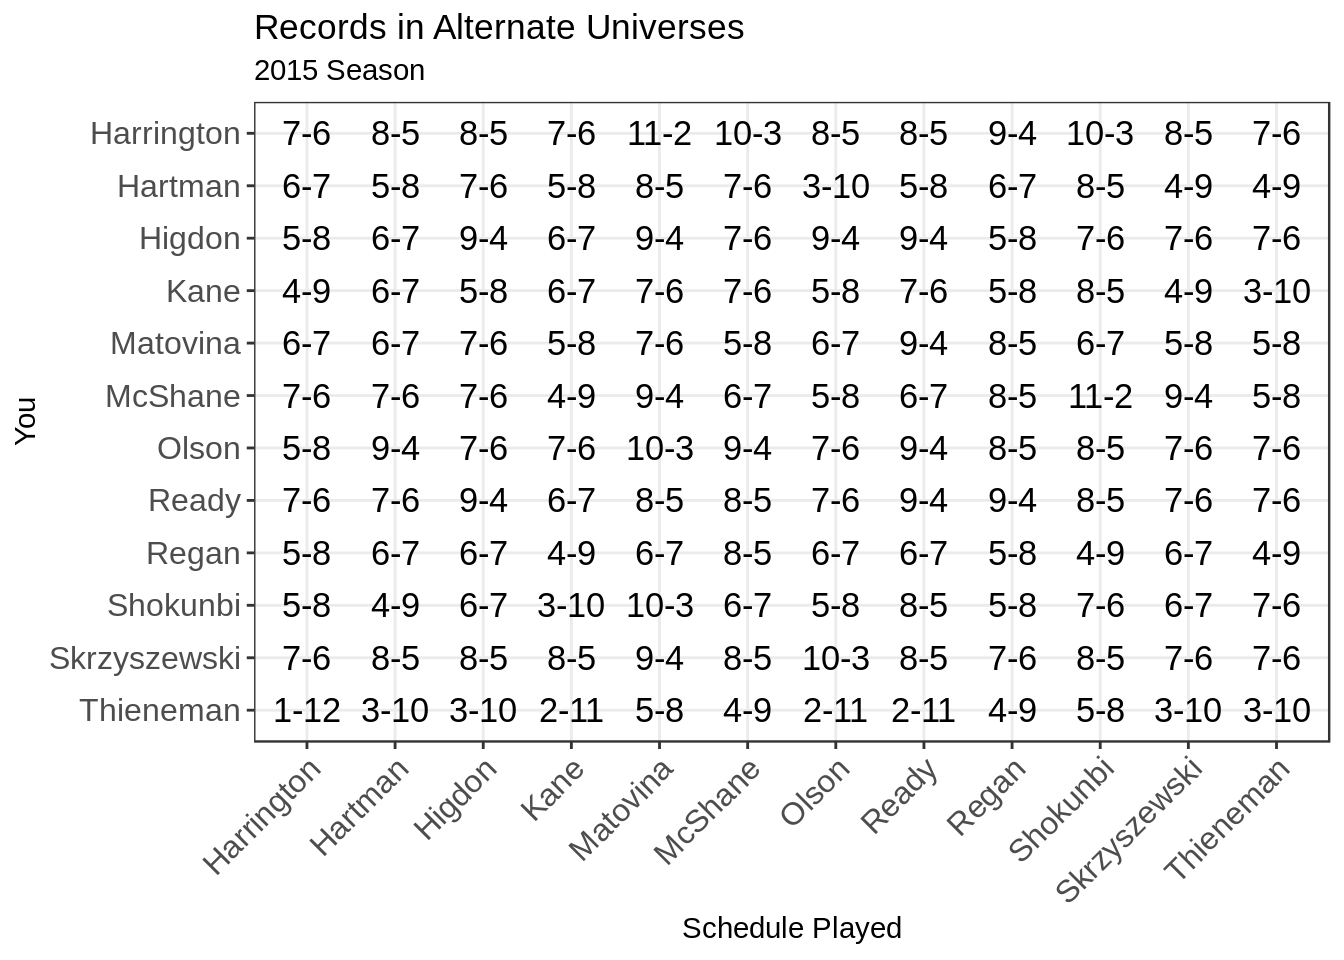 Records in Alternate Universes
2015 Season
You
Harrington 7-6 8-5 8-5 7-6 11-2 10-3 8-5 8-5 9-4 10-3 8-5 7-6
Hartman 6-7 5-8 7-6 5-8 8-5 7-6 3-10 5-8 6-7 8-5 4-9 4-9
Higdon 5-8 6-7 9-4 6-7 9-4 7-6 9-4 9-4 5-8 7-6 7-6 7-6
Kane 4-9 6-7 5-8 6-7 7-6 7-6 5-8 7-6 5-8 8-5 4-9 3-10
Matovina 6-7 6-7 7-6 5-8 7-6 5-8 6-7 9-4 8-5 6-7 5-8 5-8
McShane 7-6 7-6 7-6 4-9 9-4 6-7 5-8 6-7 8-5 11-2 9-4 5-8
Olson 5-8 9-4 7-6 7-6 10-3 9-4 7-6 9-4 8-5 8-5 7-6 7-6
Ready 7-6 7-6 9-4 6-7 8-5 8-5 7-6 9-4 9-4 8-5 7-6 7-6
Regan 5-8 6-7 6-7 4-9 6-7 8-5 6-7 6-7 5-8 4-9 6-7 4-9
Shokunbi 5-8 4-9 6-7 3-10 10-3 6-7 5-8 8-5 5-8 7-6 6-7 7-6
Skrzyszewski 7-6 8-5 8-5 8-5 9-4 8-5 10-3 8-5 7-6 8-5 7-6 7-6
Thieneman 1-12 3-10 3-10 2-11 5-8 4-9 2-11 2-11 4-9 5-8 3-10 3-10
Harrington Hartman Higdon Kane Matovina McShane Olson Ready Regan Shokunbi Skrzyszewski Thieneman
Schedule Played